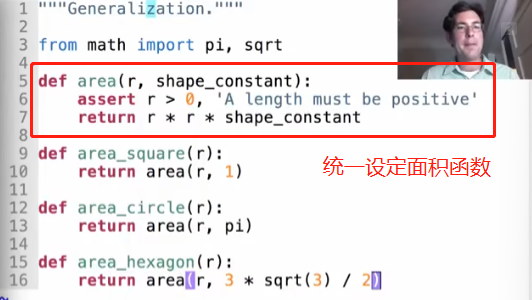 1 """Generalization."""
2
3 from math import pi, sqrt
4
5 def area(r, shape_constant):
6     assert r > 0, 'A length must be positive'
7     return r * r * shape_constant
8
9 def area_square(r):
10     return area(r, 1)
11
12 def area_circle(r):
13     return area(r, pi)
14
15 def area_hexagon(r):
16     return area(r, 3 * sqrt(3) / 2)
统一设定面积函数